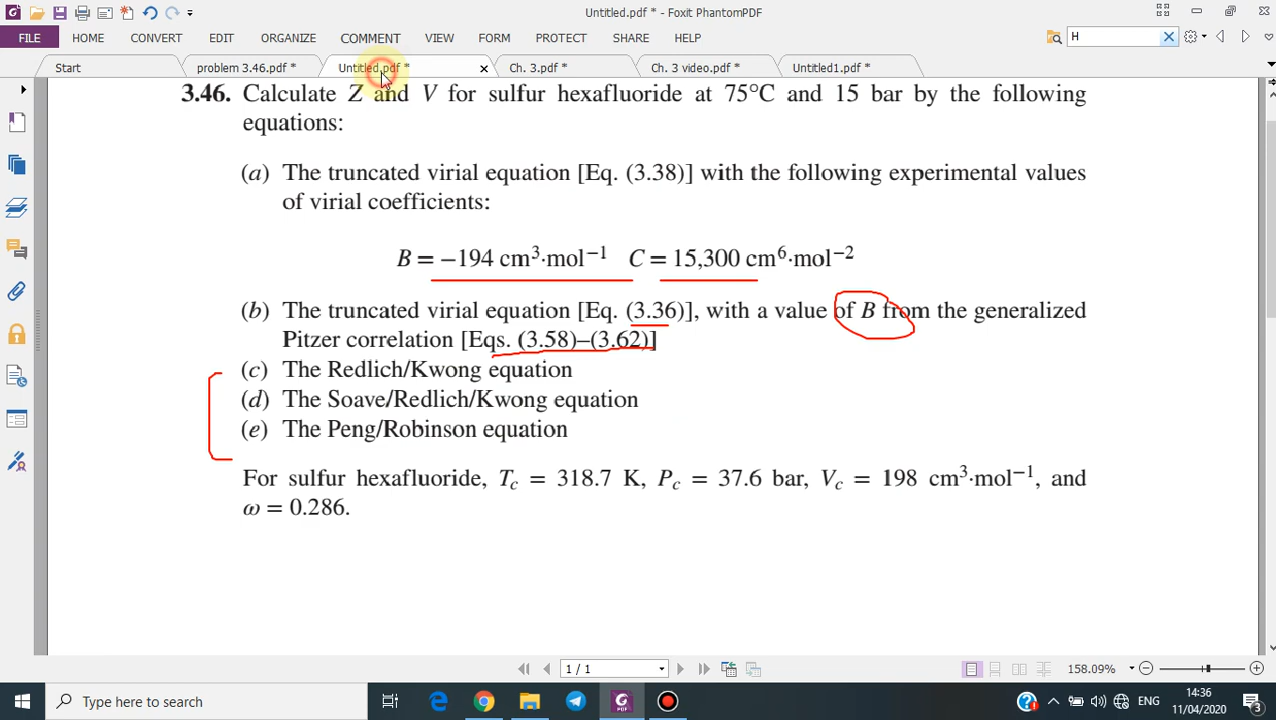 Untitled.pdf * - Foxit PhantomPDF
FILE HOME CONVERT EDIT ORGANIZE COMMENT VIEW FORM PROTECT SHARE HELP H
Start problem 3.46.pdf * Untitled.pdf * Ch. 3.pdf * Ch. 3 video.pdf * Untitled1.pdf *
3.46. Calculate Z and V for sulfur hexafluoride at 75°C and 15 bar by the following
equations:
(a) The truncated virial equation [Eq. (3.38)] with the following experimental values
of virial coefficients:
B = −194 cm³·mol⁻¹ C = 15,300 cm⁶·mol⁻²
(b) The truncated virial equation [Eq. (3.36)], with a value of B from the generalized
Pitzer correlation [Eqs. (3.58)–(3.62)]
(c) The Redlich/Kwong equation
(d) The Soave/Redlich/Kwong equation
(e) The Peng/Robinson equation
For sulfur hexafluoride, Tc = 318.7 K, Pc = 37.6 bar, Vc = 198 cm³·mol⁻¹, and
ω = 0.286.
1 / 1 158.09%
Type here to search ENG 14:36
11/04/2020 3